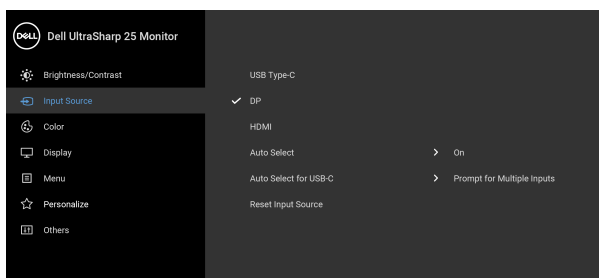 DELL
Dell UltraSharp 25 Monitor
Brightness/Contrast
Input Source
Color
Display
Menu
Personalize
Others
USB Type-C
DP
HDMI
Auto Select
On
Auto Select for USB-C
Prompt for Multiple Inputs
Reset Input Source